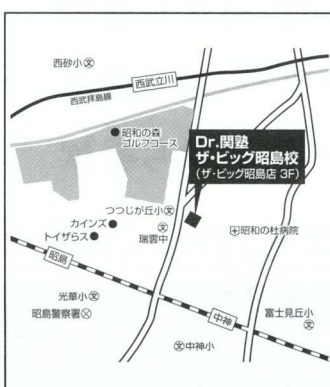 西砂小
西武立川
西武拝島線
昭和の森
ゴルフコース
Dr.関塾
ザ・ビッグ昭島校
(ザ・ビッグ昭島店 3F)
つつじが丘小
カインズ
トイザらス
瑞雲中
昭和の杜病院
昭島
光華小
昭島警察署
中神
富士見丘小
中神小